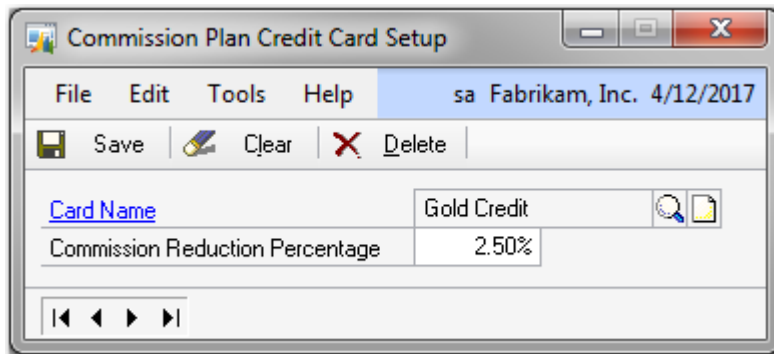 Commission Plan Credit Card Setup
File Edit Tools Help sa Fabrikam, Inc. 4/12/2017
Save Clear Delete
Card Name Gold Credit
Commission Reduction Percentage 2.50%